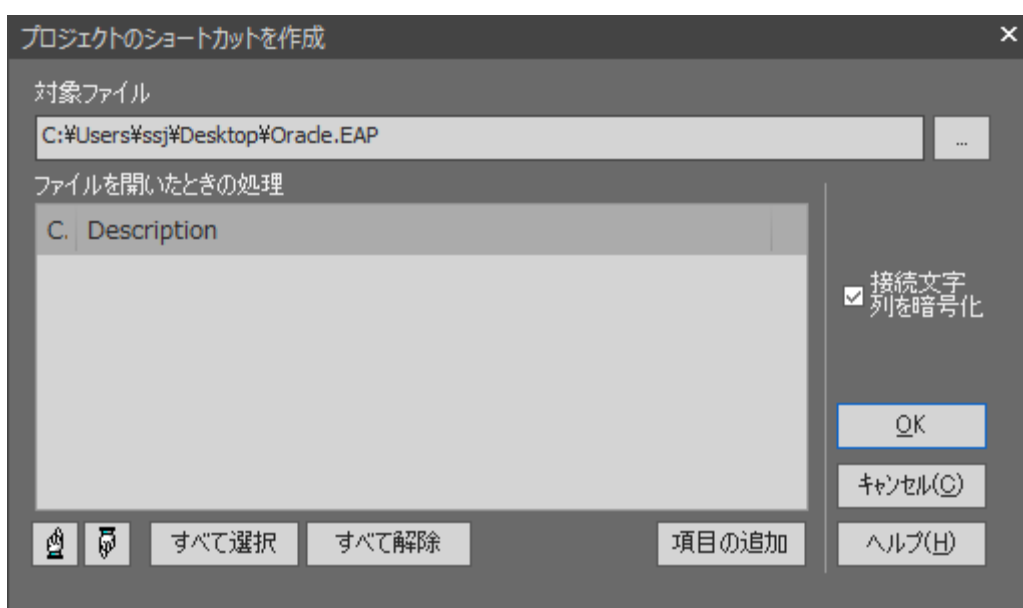 プロジェクトのショートカットを作成
対象ファイル
C:¥Users¥ssj¥Desktop¥Oracle.EAP
...
ファイルを開いたときの処理
C. Description
接続文字
列を暗号化
OK
キャンセル(C)
すべて選択 すべて解除 項目の追加 ヘルプ(H)